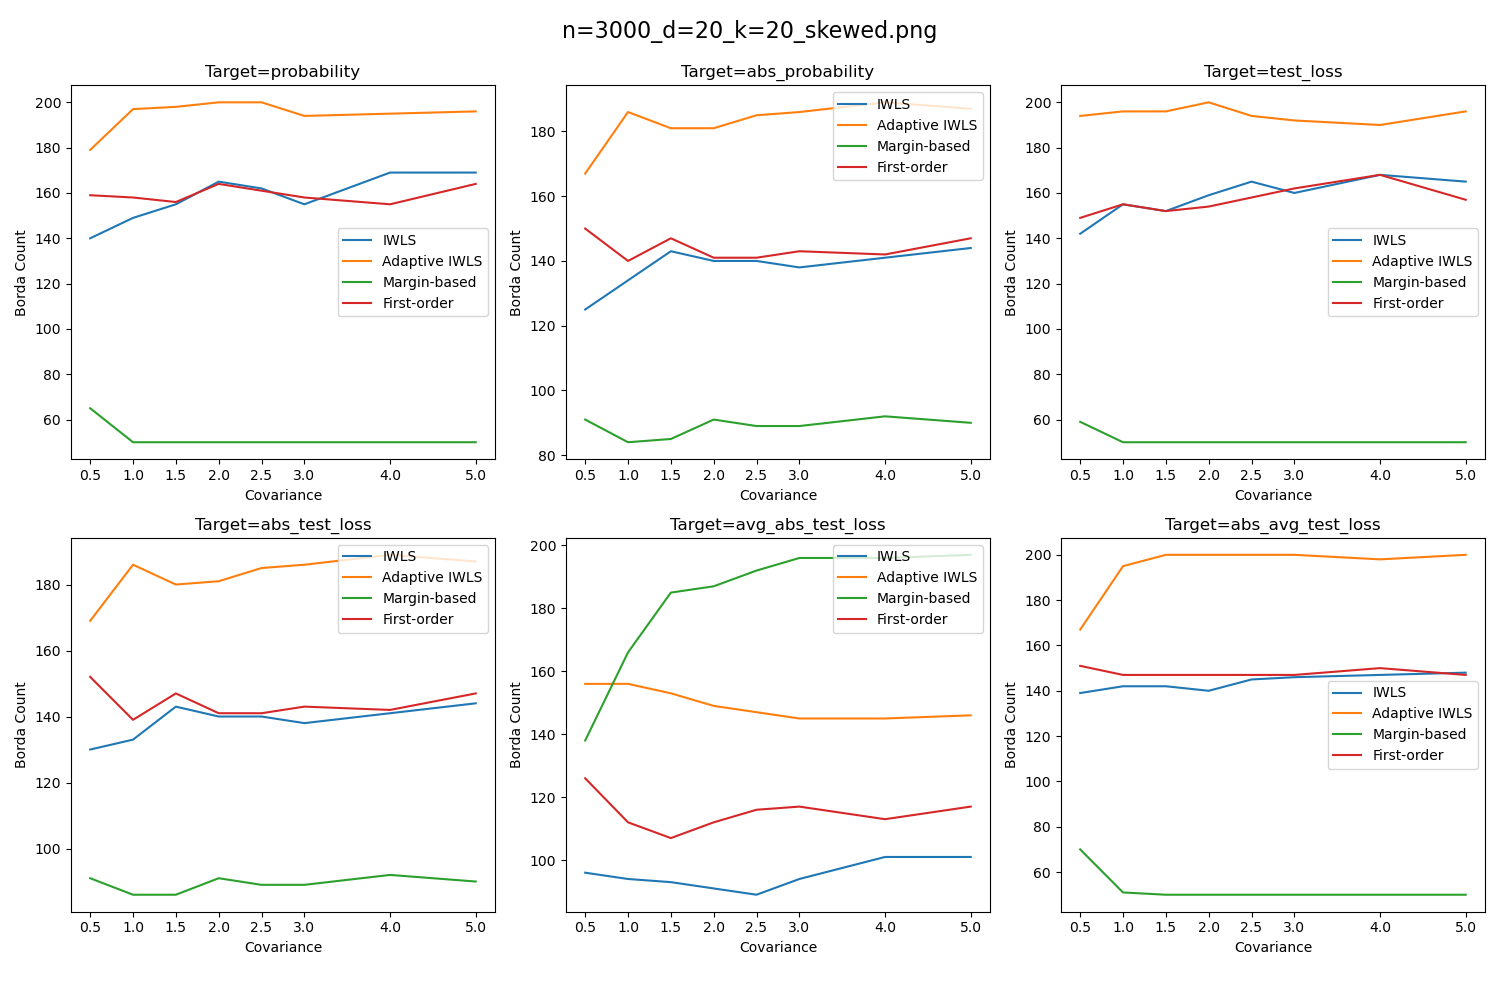 n=3000_d=20_k=20_skewed.png
Target=probability
Borda Count
200
180
160
140
120
100
80
60
IWLS
Adaptive IWLS
Margin-based
First-order
0.5 1.0 1.5 2.0 2.5 3.0 4.0 5.0
Covariance
Target=abs_probability
Borda Count
180
160
140
120
100
80
IWLS
Adaptive IWLS
Margin-based
First-order
0.5 1.0 1.5 2.0 2.5 3.0 4.0 5.0
Covariance
Target=test_loss
Borda Count
200
180
160
140
120
100
80
60
IWLS
Adaptive IWLS
Margin-based
First-order
0.5 1.0 1.5 2.0 2.5 3.0 4.0 5.0
Covariance
Target=abs_test_loss
Borda Count
180
160
140
120
100
IWLS
Adaptive IWLS
Margin-based
First-order
0.5 1.0 1.5 2.0 2.5 3.0 4.0 5.0
Covariance
Target=avg_abs_test_loss
Borda Count
200
180
160
140
120
100
IWLS
Adaptive IWLS
Margin-based
First-order
0.5 1.0 1.5 2.0 2.5 3.0 4.0 5.0
Covariance
Target=abs_avg_test_loss
Borda Count
200
180
160
140
120
100
80
60
IWLS
Adaptive IWLS
Margin-based
First-order
0.5 1.0 1.5 2.0 2.5 3.0 4.0 5.0
Covariance